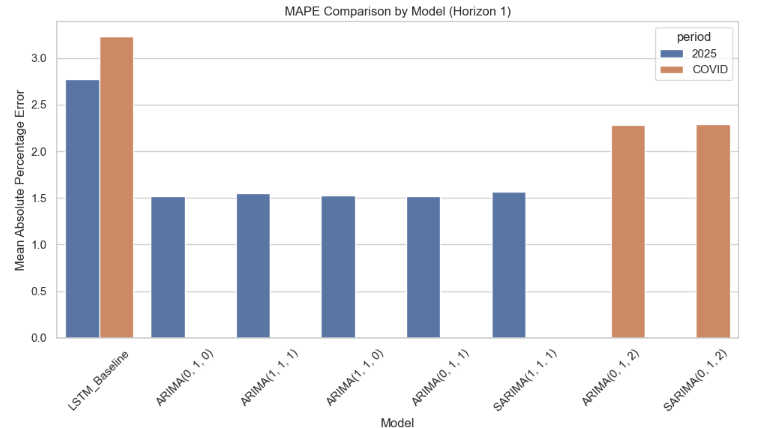 MAPE Comparison by Model (Horizon 1)
period
2025
COVID
Mean Absolute Percentage Error
3.0
2.5
2.0
1.5
1.0
0.5
0.0
LSTM_Baseline
ARIMA(0, 1, 0)
ARIMA(1, 1, 1)
ARIMA(1, 1, 0)
ARIMA(0, 1, 1)
SARIMA(1, 1, 1)
ARIMA(0, 1, 2)
SARIMA(0, 1, 2)
Model